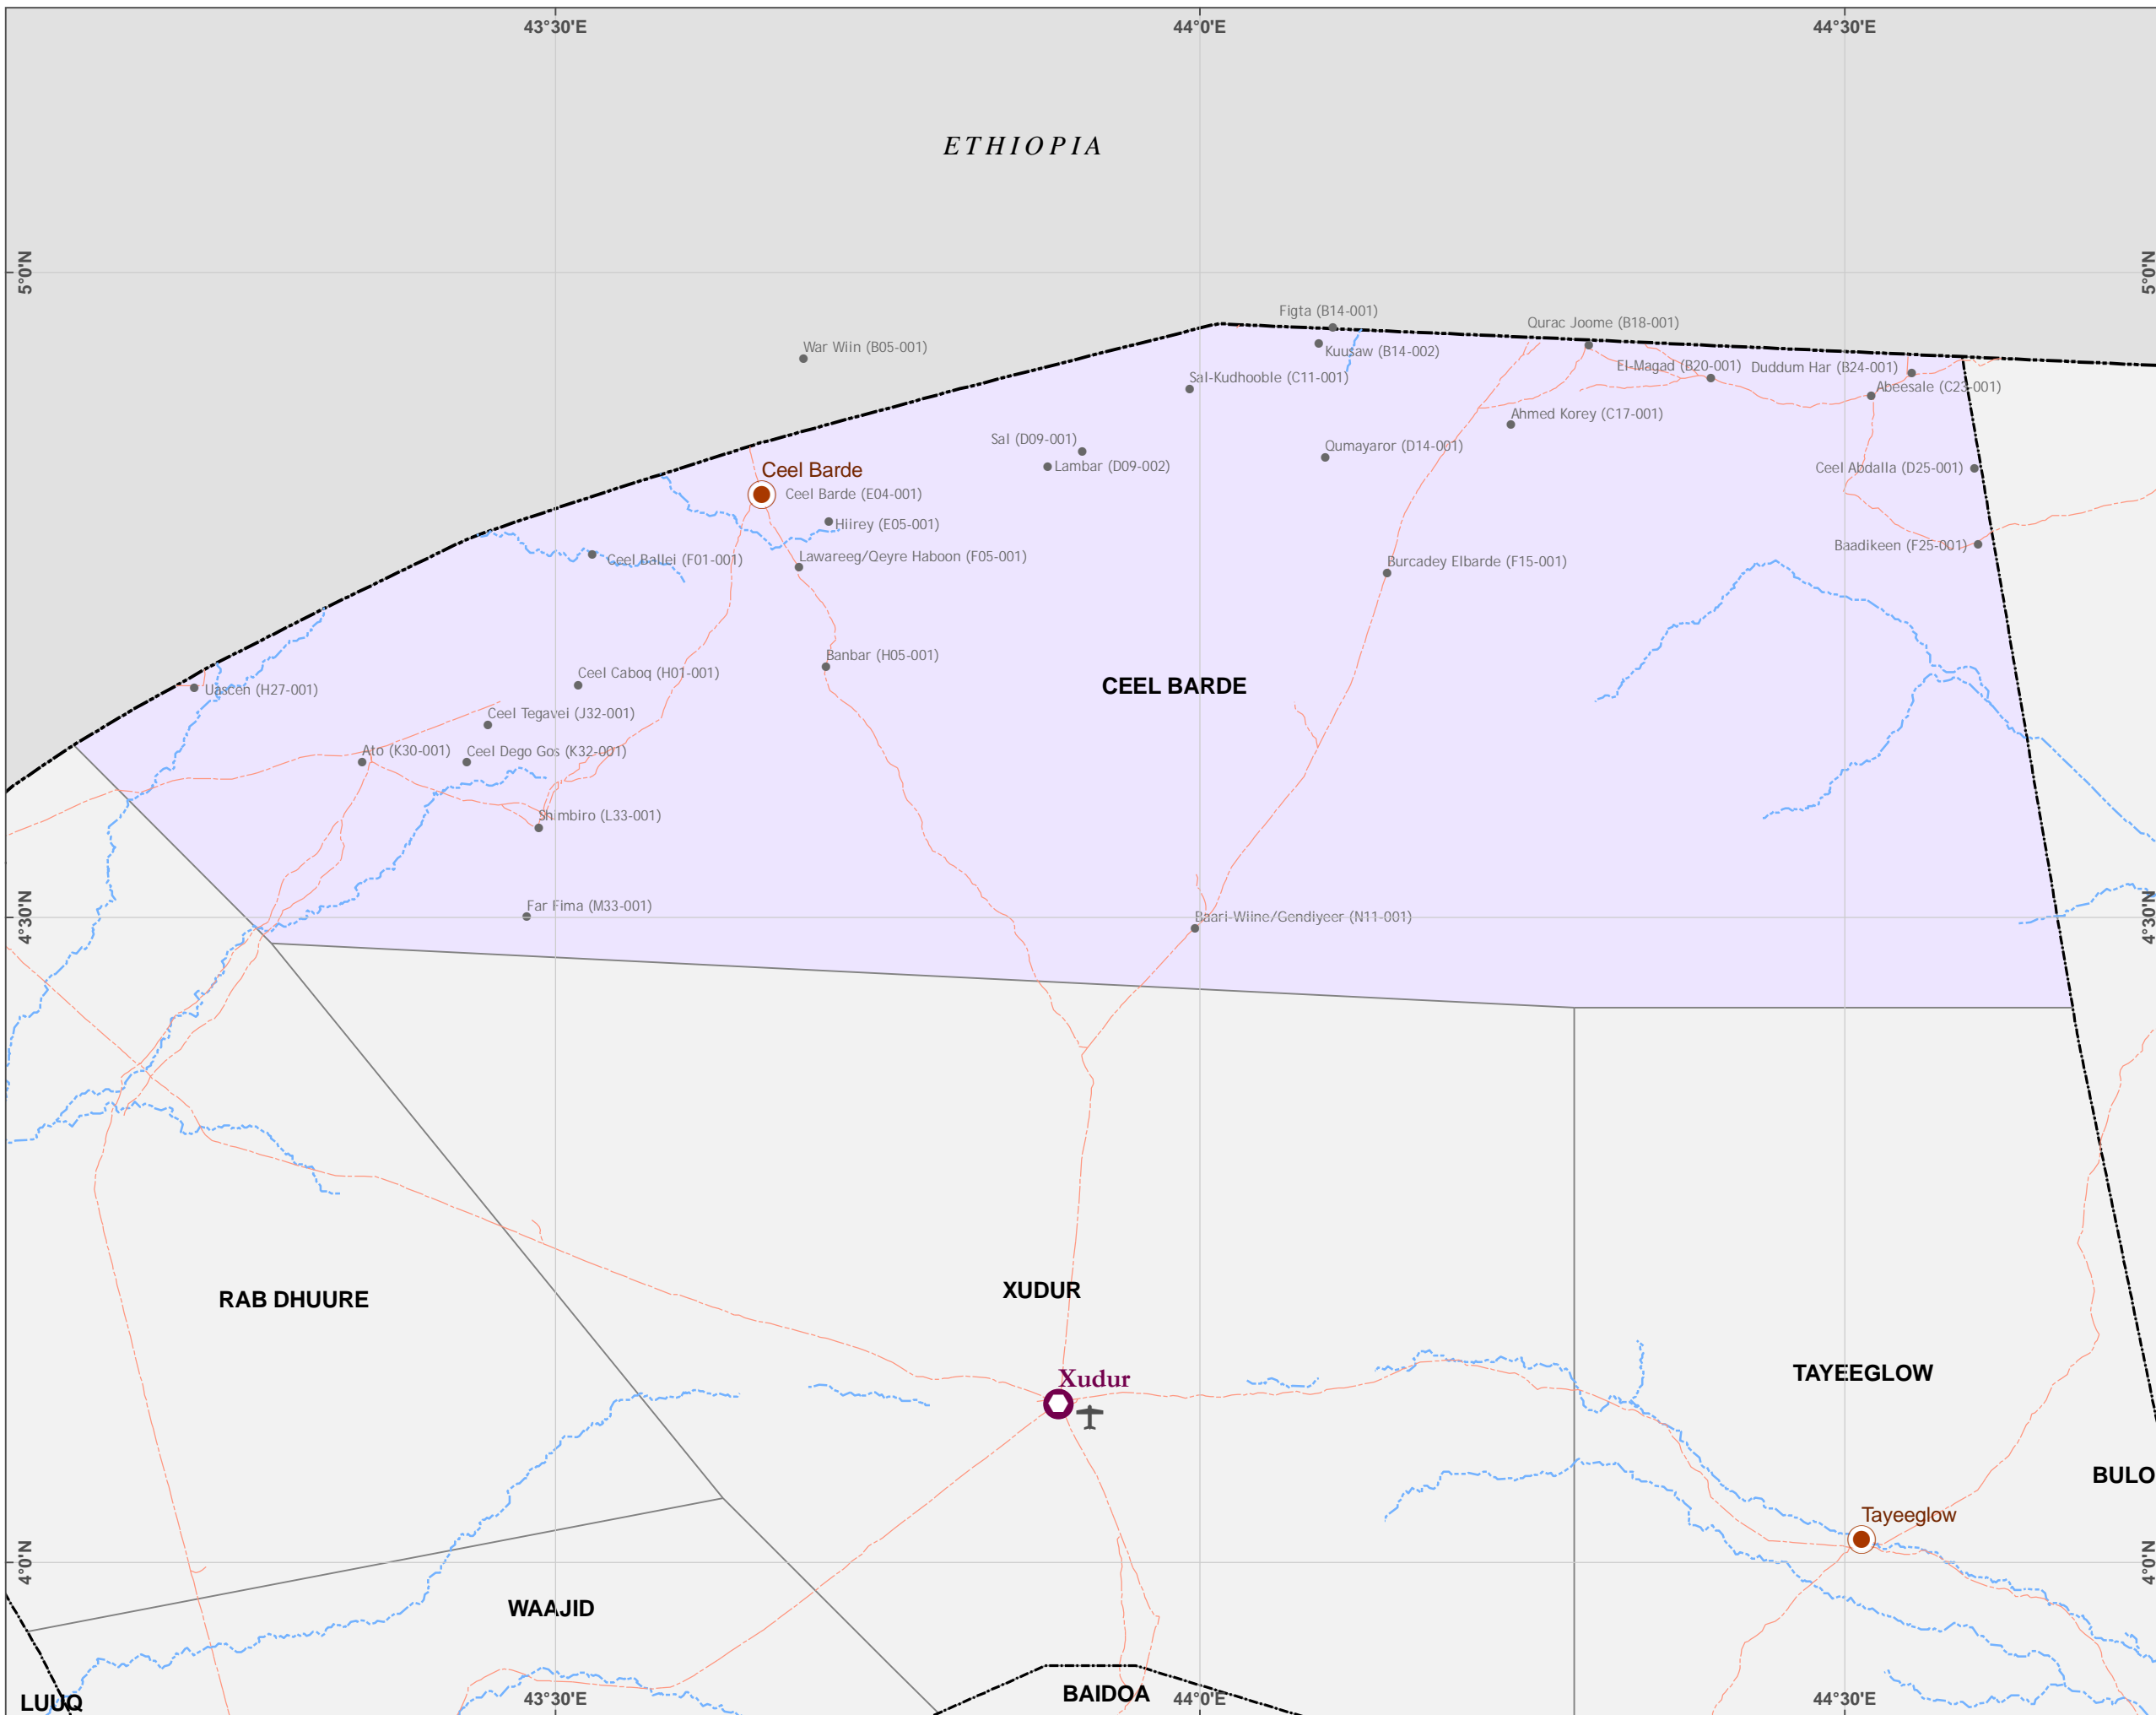 43°30'E
44°0'E
44°30'E
ETHIOPIA
5°0'N
5°0'N
Figta (B14-001)
Qurac Joome (B18-001)
War Wiin (B05-001)
Kuusaw (B14-002)
El-Magad (B20-001)
Duddum Har (B24-001)
Sal-Kudhooble (C11-001)
Abeesale (C23-001)
Ahmed Korey (C17-001)
Sal (D09-001)
Qumayaror (D14-001)
Lambar (D09-002)
Ceel Abdalla (D25-001)
Ceel Barde
Ceel Barde (E04-001)
Hiirey (E05-001)
Baadikeen (F25-001)
Lawareeg/Qeyre Haboon (F05-001)
Ceel Ballei (F01-001)
Burcadey Elbarde (F15-001)
Banbar (H05-001)
Ceel Caboq (H01-001)
CEEL BARDE
Uascen (H27-001)
Ceel Tegavei (J32-001)
Ato (K30-001)
Ceel Dego Gos (K32-001)
Shimbiro (L33-001)
Far Fima (M33-001)
Baari-Wiine/Gendiyeer (N11-001)
4°30'N
4°30'N
XUDUR
RAB DHUURE
TAYEEGLOW
Xudur
BULO
Tayeeglow
4°0'N
4°0'N
WAAJID
BAIDOA
LUUQ
43°30'E
44°0'E
44°30'E